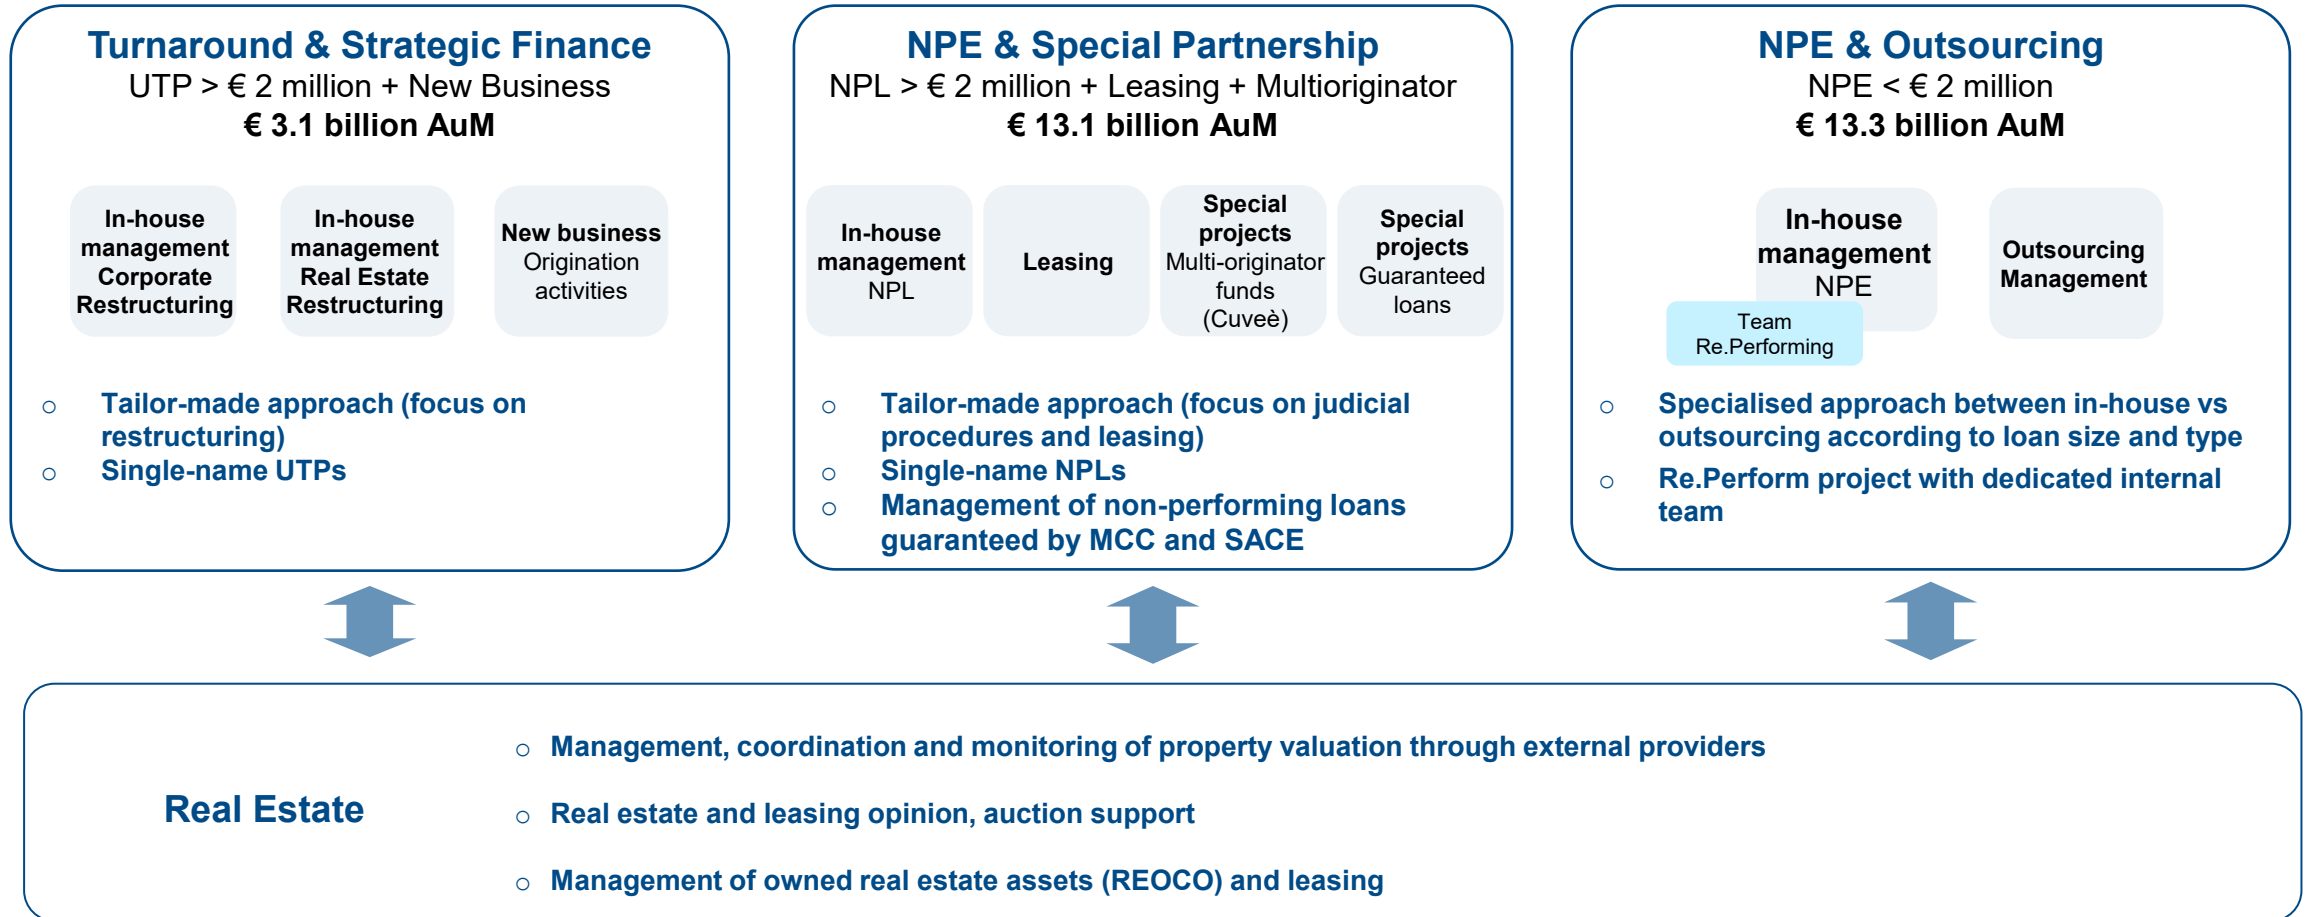 Turnaround & Strategic Finance
UTP > € 2 million + New Business
€ 3.1 billion AuM
In-house
management
Corporate
Restructuring
In-house
management
Real Estate
Restructuring
New business
Origination
activities
○ Tailor-made approach (focus on
restructuring)
○ Single-name UTPs
NPE & Special Partnership
NPL > € 2 million + Leasing + Multioriginator
€ 13.1 billion AuM
In-house
management
NPL
Leasing
Special
projects
Multi-originator
funds
(Cuveè)
Special
projects
Guaranteed
loans
○ Tailor-made approach (focus on judicial
procedures and leasing)
○ Single-name NPLs
○ Management of non-performing loans
guaranteed by MCC and SACE
NPE & Outsourcing
NPE < € 2 million
€ 13.3 billion AuM
In-house
management
NPE
Team
Re.Performing
Outsourcing
Management
○ Specialised approach between in-house vs
outsourcing according to loan size and type
○ Re.Perform project with dedicated internal
team
Real Estate
○ Management, coordination and monitoring of property valuation through external providers
○ Real estate and leasing opinion, auction support
○ Management of owned real estate assets (REOCO) and leasing